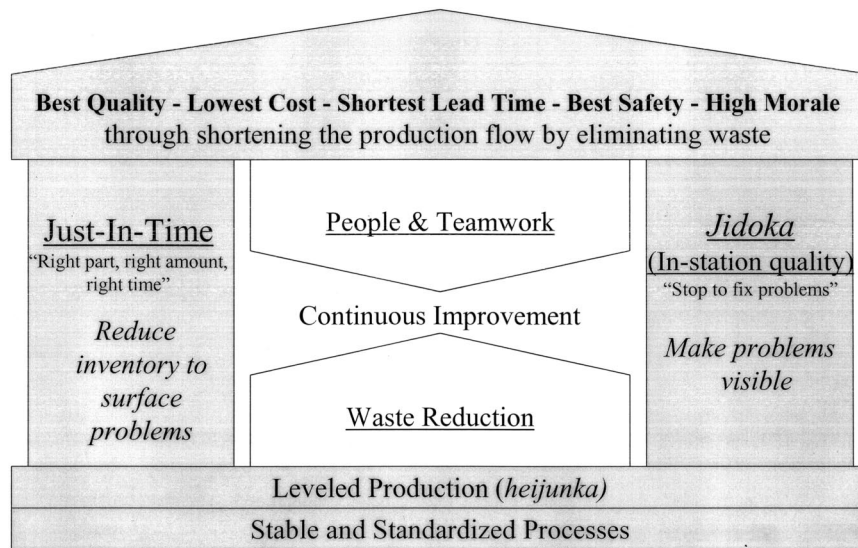 Best Quality - Lowest Cost - Shortest Lead Time - Best Safety - High Morale
through shortening the production flow by eliminating waste
Just-In-Time
“Right part, right amount,
right time”
Reduce
inventory to
surface
problems
People & Teamwork
Continuous Improvement
Waste Reduction
Jidoka
(In-station quality)
“Stop to fix problems”
Make problems
visible
Leveled Production (heijunka)
Stable and Standardized Processes